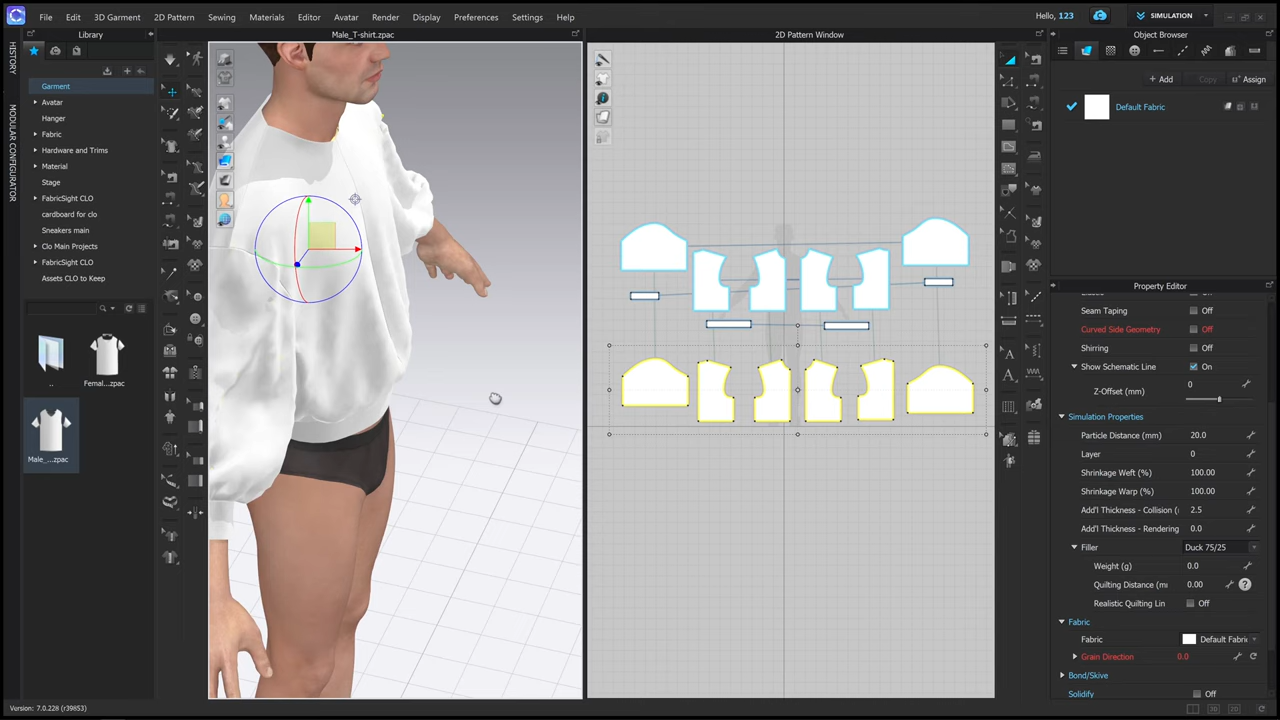 File Edit 3D Garment 2D Pattern Sewing Materials Editor Avatar Render Display Preferences Settings Help
Hello, 123
SIMULATION
HISTORY
MODULAR CONFIGURATOR
Library
Garment
Avatar
Hanger
Fabric
Hardware and Trims
Material
Stage
FabricSight CLO
cardboard for clo
Sneakers main
Clo Main Projects
FabricSight CLO
Assets CLO to Keep
..
Femal...zpac
Male_...zpac
Male_T-shirt.zpac
2D Pattern Window
Object Browser
+ Add Copy Assign
Default Fabric
Property Editor
Seam Taping Off
Curved Side Geometry Off
Shirring Off
Show Schematic Line On
Z-Offset (mm) 0
Simulation Properties
Particle Distance (mm) 20.0
Layer 0
Shrinkage Weft (%) 100.00
Shrinkage Warp (%) 100.00
Add'l Thickness - Collision (r 2.5
Add'l Thickness - Rendering 0.0
Filler Duck 75/25
Weight (g) 0.0
Quilting Distance (m 0.00 ?
Realistic Quilting Lin Off
Fabric
Fabric Default Fabric
Grain Direction 0.0
Bond/Skive
Solidify Off
Version: 7.0.228 (r39853)
3D 2D